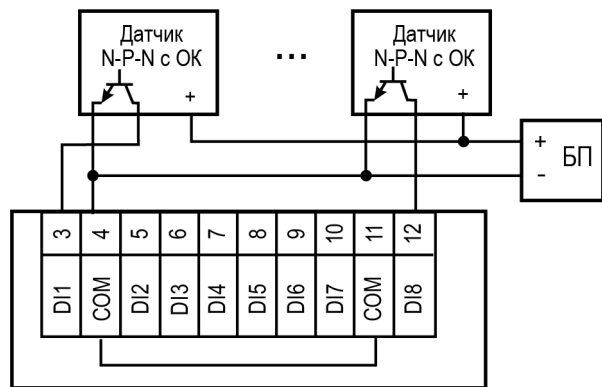 Датчик
N-P-N с ОК
+
...
Датчик
N-P-N с ОК
+
+
БП
-
3
4
5
6
7
8
9
10
11
12
DI1
COM
DI2
DI3
DI4
DI5
DI6
DI7
COM
DI8